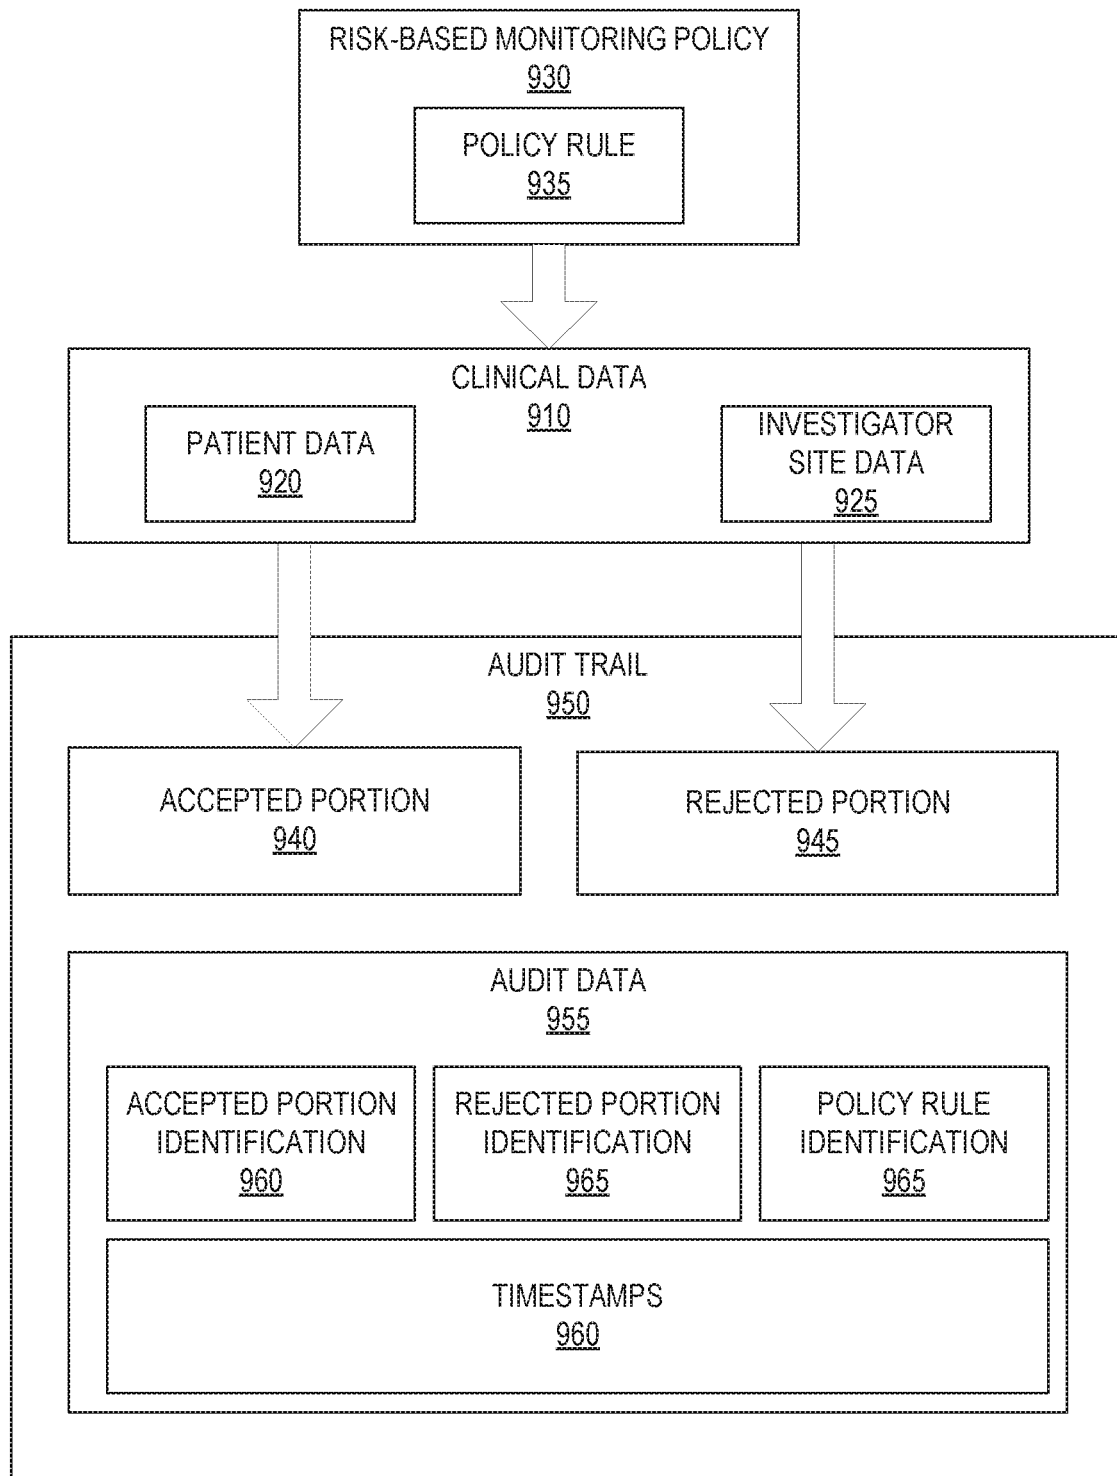 RISK-BASED MONITORING POLICY
930
POLICY RULE
935
CLINICAL DATA
910
PATIENT DATA
920
INVESTIGATOR
SITE DATA
925
AUDIT TRAIL
950
ACCEPTED PORTION
940
REJECTED PORTION
945
AUDIT DATA
955
ACCEPTED PORTION
IDENTIFICATION
960
REJECTED PORTION
IDENTIFICATION
965
POLICY RULE
IDENTIFICATION
965
TIMESTAMPS
960